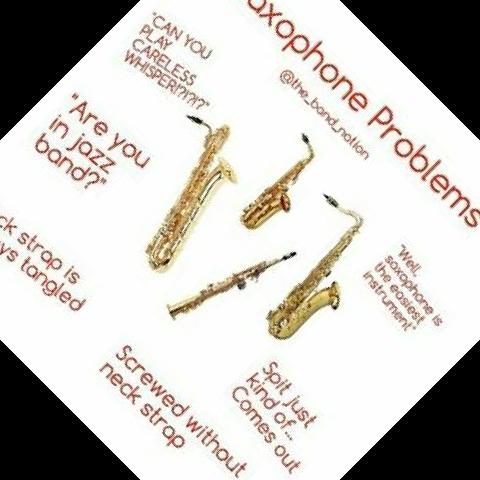 axophone Problems
@the_band_nation
"CAN YOU
PLAY
CARELESS
WHISPER!?!?!?"
"Are you
in jazz
band?"
ck strap is
ys tangled
"Well,
saxophone is
the easiest
instrument"
Screwed without
neck strap
Spit just
kind of...
Comes out